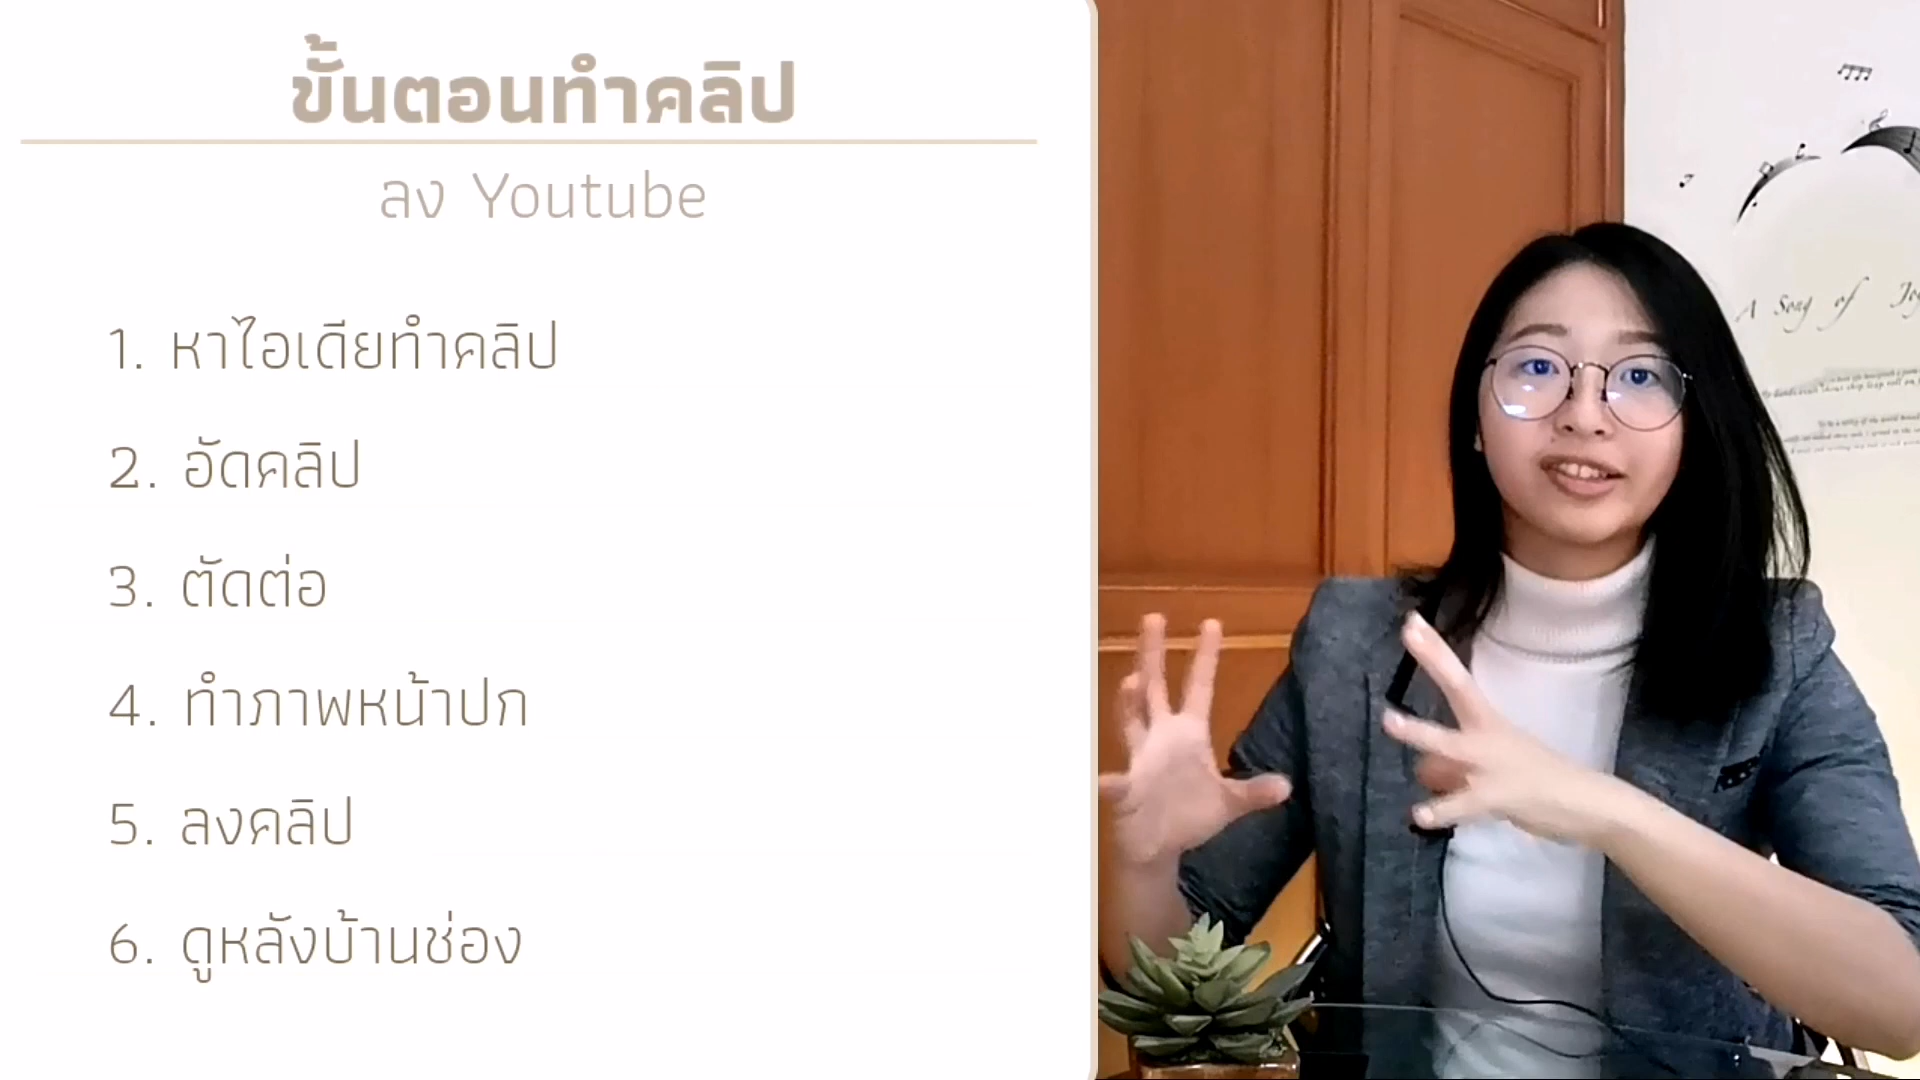 ขั้นตอนทำคลิป
ลง Youtube
1. หาไอเดียทำคลิป
2. อัดคลิป
3. ตัดต่อ
4. ทำภาพหน้าปก
5. ลงคลิป
6. ดูหลังบ้านช่อง
A Song of